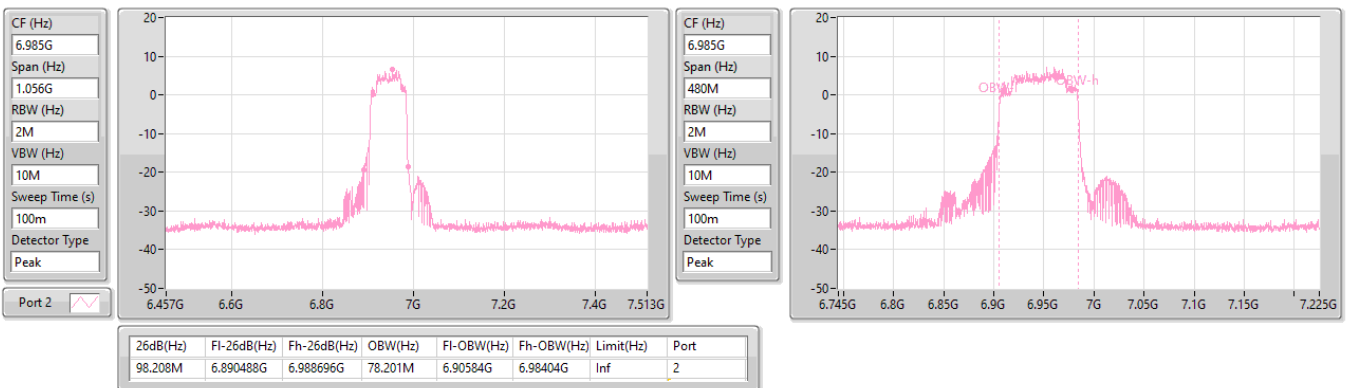 CF (Hz)
6.985G
Span (Hz)
1.056G
RBW (Hz)
2M
VBW (Hz)
10M
Sweep Time (s)
100m
Detector Type
Peak
Port 2
20
10
0
-10
-20
-30
-40
-50
6.457G 6.6G 6.8G 7G 7.2G 7.4G 7.513G
CF (Hz)
6.985G
Span (Hz)
480M
RBW (Hz)
2M
VBW (Hz)
10M
Sweep Time (s)
100m
Detector Type
Peak
20
10
0
-10
-20
-30
-40
-50
OBW-l OBW-h
6.745G 6.8G 6.85G 6.9G 6.95G 7G 7.05G 7.1G 7.15G 7.225G
26dB(Hz) Fl-26dB(Hz) Fh-26dB(Hz) OBW(Hz) Fl-OBW(Hz) Fh-OBW(Hz) Limit(Hz) Port
98.208M 6.890488G 6.988696G 78.201M 6.90584G 6.98404G Inf 2